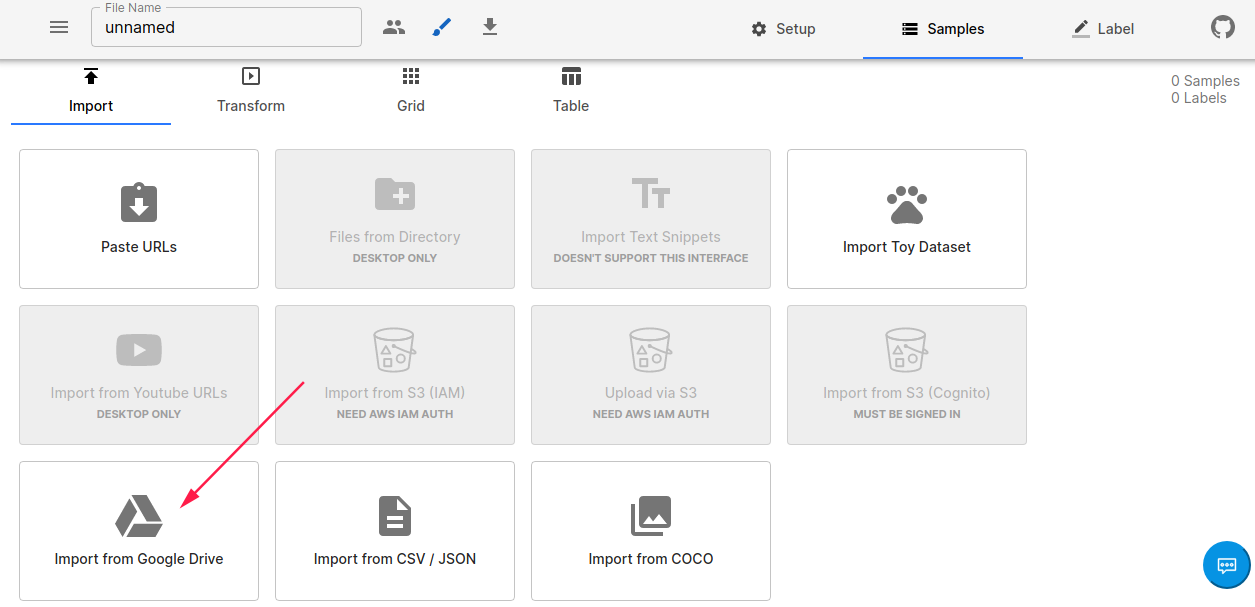 File Name
unnamed
Setup
Samples
Label
Import
Transform
Grid
Table
0 Samples
0 Labels
Paste URLs
Files from Directory
DESKTOP ONLY
Import Text Snippets
DOESN'T SUPPORT THIS INTERFACE
Import Toy Dataset
Import from Youtube URLs
DESKTOP ONLY
Import from S3 (IAM)
NEED AWS IAM AUTH
Upload via S3
NEED AWS IAM AUTH
Import from S3 (Cognito)
MUST BE SIGNED IN
Import from Google Drive
Import from CSV / JSON
Import from COCO